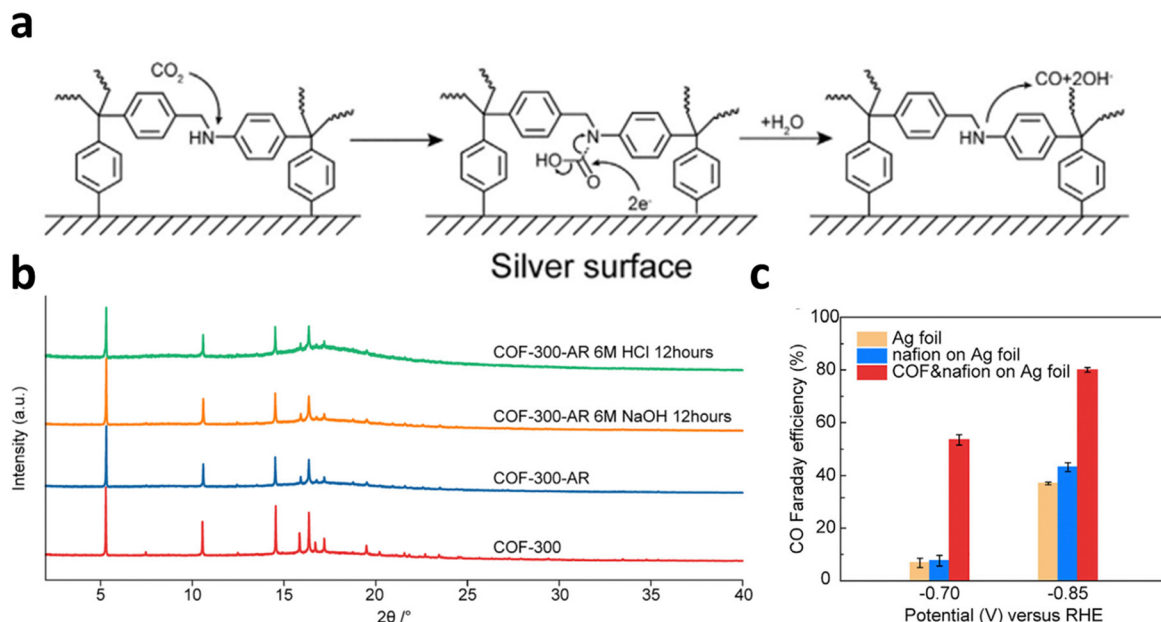 a
CO₂
HN
N
HO
O
2e⁻
+H₂O
CO+2OH⁻
HN
Silver surface
b
Intensity (a.u.)
COF-300-AR 6M HCl 12hours
COF-300-AR 6M NaOH 12hours
COF-300-AR
COF-300
5 10 15 20 25 30 35 40
2θ /°
c
CO Faraday efficiency (%)
100
80
60
40
20
0
Ag foil
nafion on Ag foil
COF&nafion on Ag foil
-0.70 -0.85
Potential (V) versus RHE